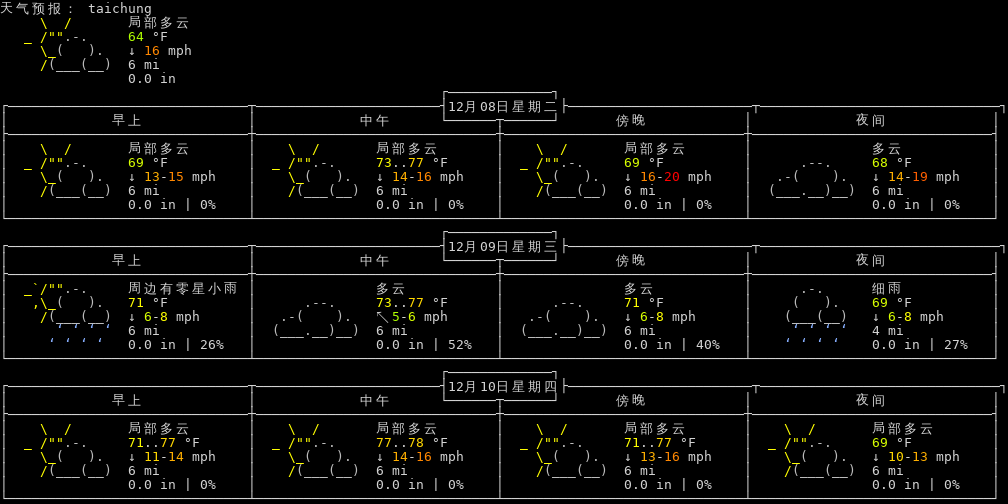 天气预报： taichung
局部多云
64 °F
↓ 16 mph
6 mi
0.0 in
12月08日星期二
早上 中午 傍晚 夜间
局部多云 局部多云 局部多云 多云
69 °F 73..77 °F 69 °F 68 °F
↓ 13-15 mph ↓ 14-16 mph ↓ 16-20 mph ↓ 14-19 mph
6 mi 6 mi 6 mi 6 mi
0.0 in | 0% 0.0 in | 0% 0.0 in | 0% 0.0 in | 0%
12月09日星期三
早上 中午 傍晚 夜间
周边有零星小雨 多云 多云 细雨
71 °F 73..77 °F 71 °F 69 °F
↓ 6-8 mph ↖ 5-6 mph ↓ 6-8 mph ↓ 6-8 mph
6 mi 6 mi 6 mi 4 mi
0.0 in | 26% 0.0 in | 52% 0.0 in | 40% 0.0 in | 27%
12月10日星期四
早上 中午 傍晚 夜间
局部多云 局部多云 局部多云 局部多云
71..77 °F 77..78 °F 71..77 °F 69 °F
↓ 11-14 mph ↓ 14-16 mph ↓ 13-16 mph ↓ 10-13 mph
6 mi 6 mi 6 mi 6 mi
0.0 in | 0% 0.0 in | 0% 0.0 in | 0% 0.0 in | 0%